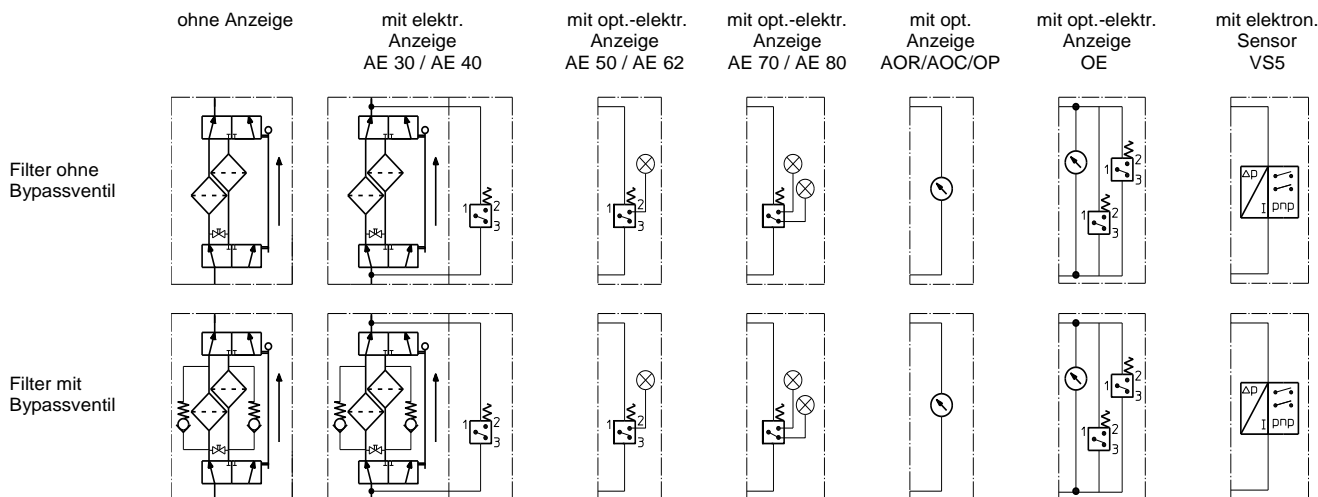 ohne Anzeige
mit elektr.
Anzeige
AE 30 / AE 40
mit opt.-elektr.
Anzeige
AE 50 / AE 62
mit opt.-elektr.
Anzeige
AE 70 / AE 80
mit opt.
Anzeige
AOR/AOC/OP
mit opt.-elektr.
Anzeige
OE
mit elektron.
Sensor
VS5
Filter ohne
Bypassventil
1 2
3
1 2
3
1 2
3
1 2
3
Δp
I pnp
Filter mit
Bypassventil
1 2
3
1 2
3
1 2
3
1 2
3
Δp
I pnp